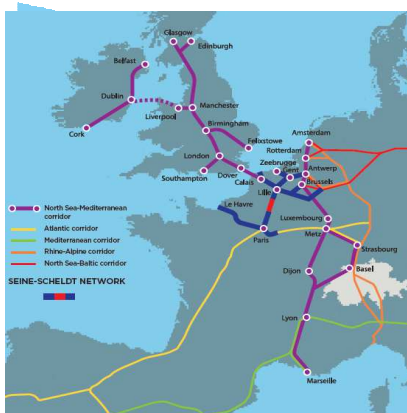 Glasgow
Edinburgh
Belfast
Dublin
Cork
Liverpool
Manchester
Birmingham
Felixstowe
Amsterdam
Rotterdam
Zeebrugge
Gent
Antwerp
London
Dover
Southampton
Calais
Lille
Brussels
Le Havre
Luxembourg
Metz
Paris
Strasbourg
Dijon
Basel
Lyon
Marseille
North Sea-Mediterranean
corridor
Atlantic corridor
Mediterranean corridor
Rhine-Alpine corridor
North Sea-Baltic corridor
SEINE-SCHELDT NETWORK